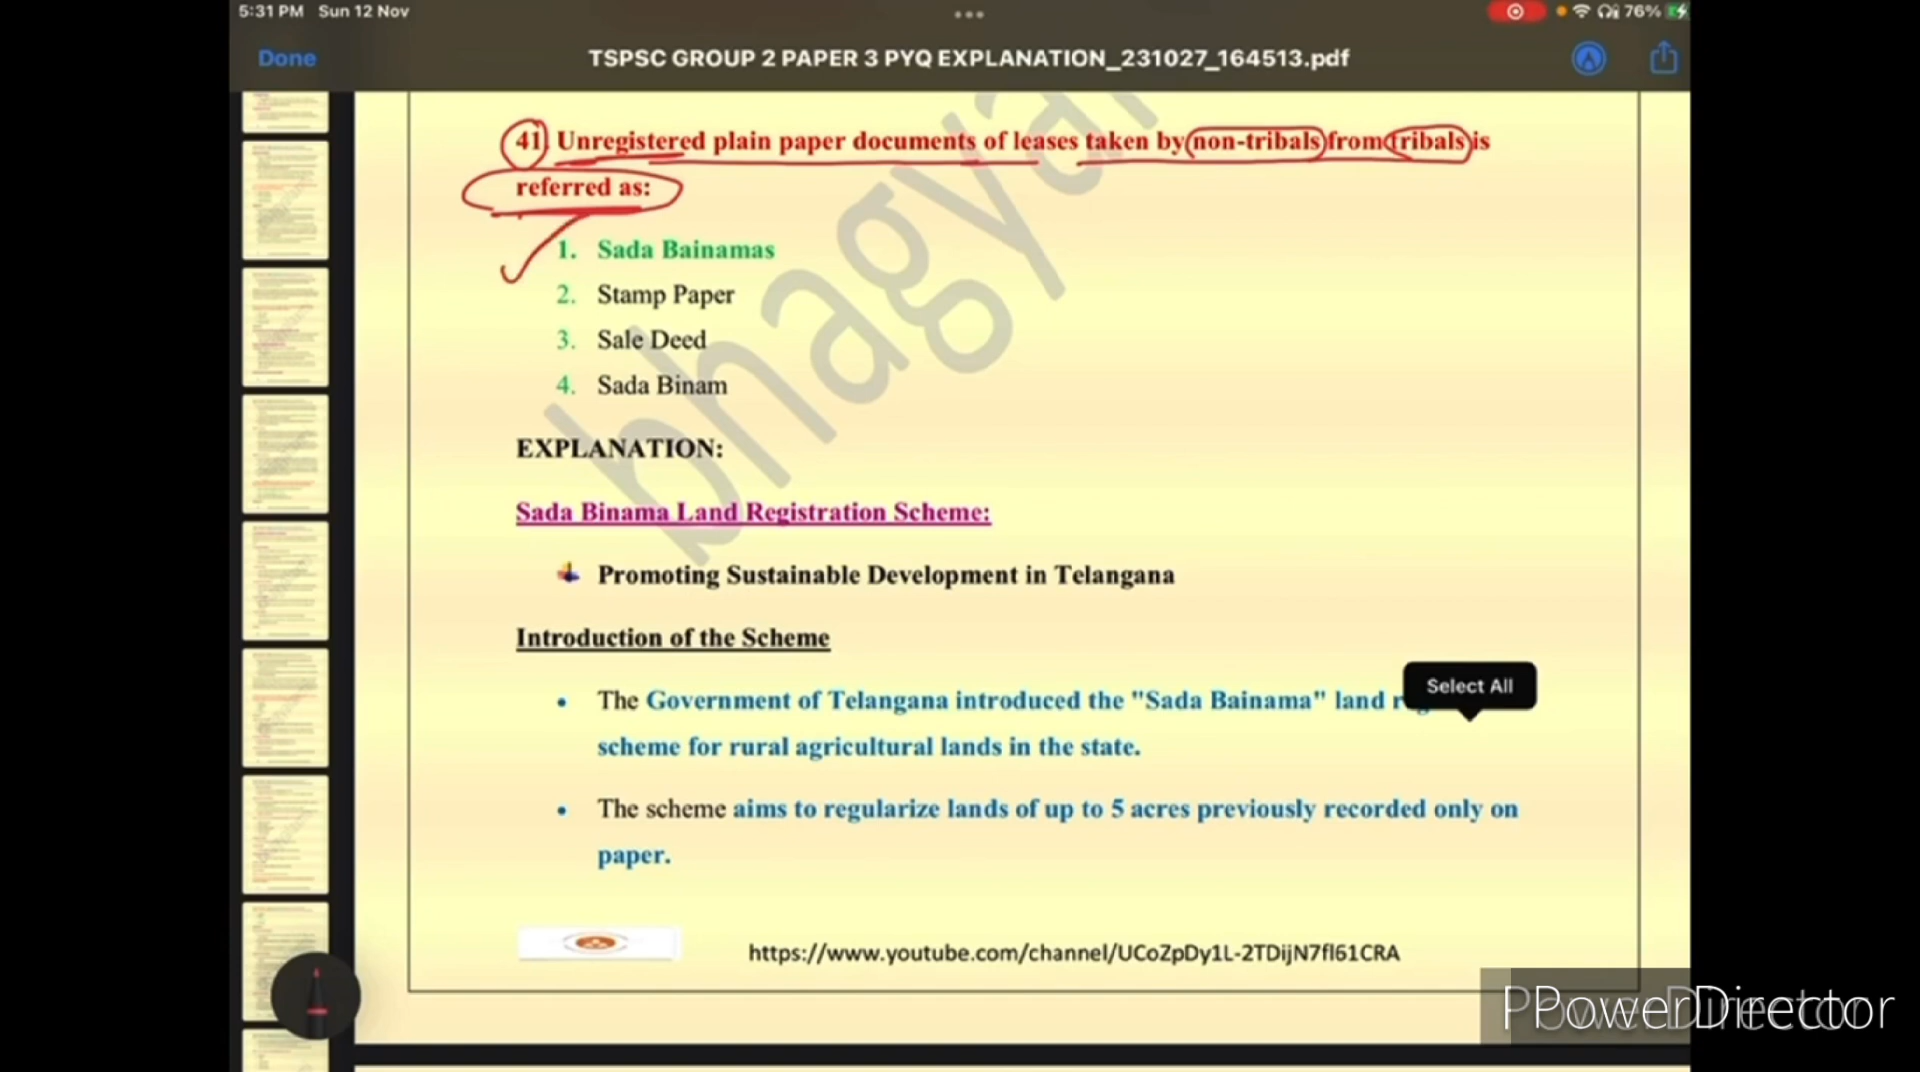 5:31 PM Sun 12 Nov
76%
Done
TSPSC GROUP 2 PAPER 3 PYQ EXPLANATION_231027_164513.pdf
41) Unregistered plain paper documents of leases taken by non-tribals from tribals is
referred as:
1. Sada Bainamas
2. Stamp Paper
3. Sale Deed
4. Sada Binam
EXPLANATION:
Sada Binama Land Registration Scheme:
Promoting Sustainable Development in Telangana
Introduction of the Scheme
• The Government of Telangana introduced the "Sada Bainama" land
Select All
scheme for rural agricultural lands in the state.
• The scheme aims to regularize lands of up to 5 acres previously recorded only on
paper.
https://www.youtube.com/channel/UCoZpDy1L-2TDijN7fl61CRA
PowerDirector